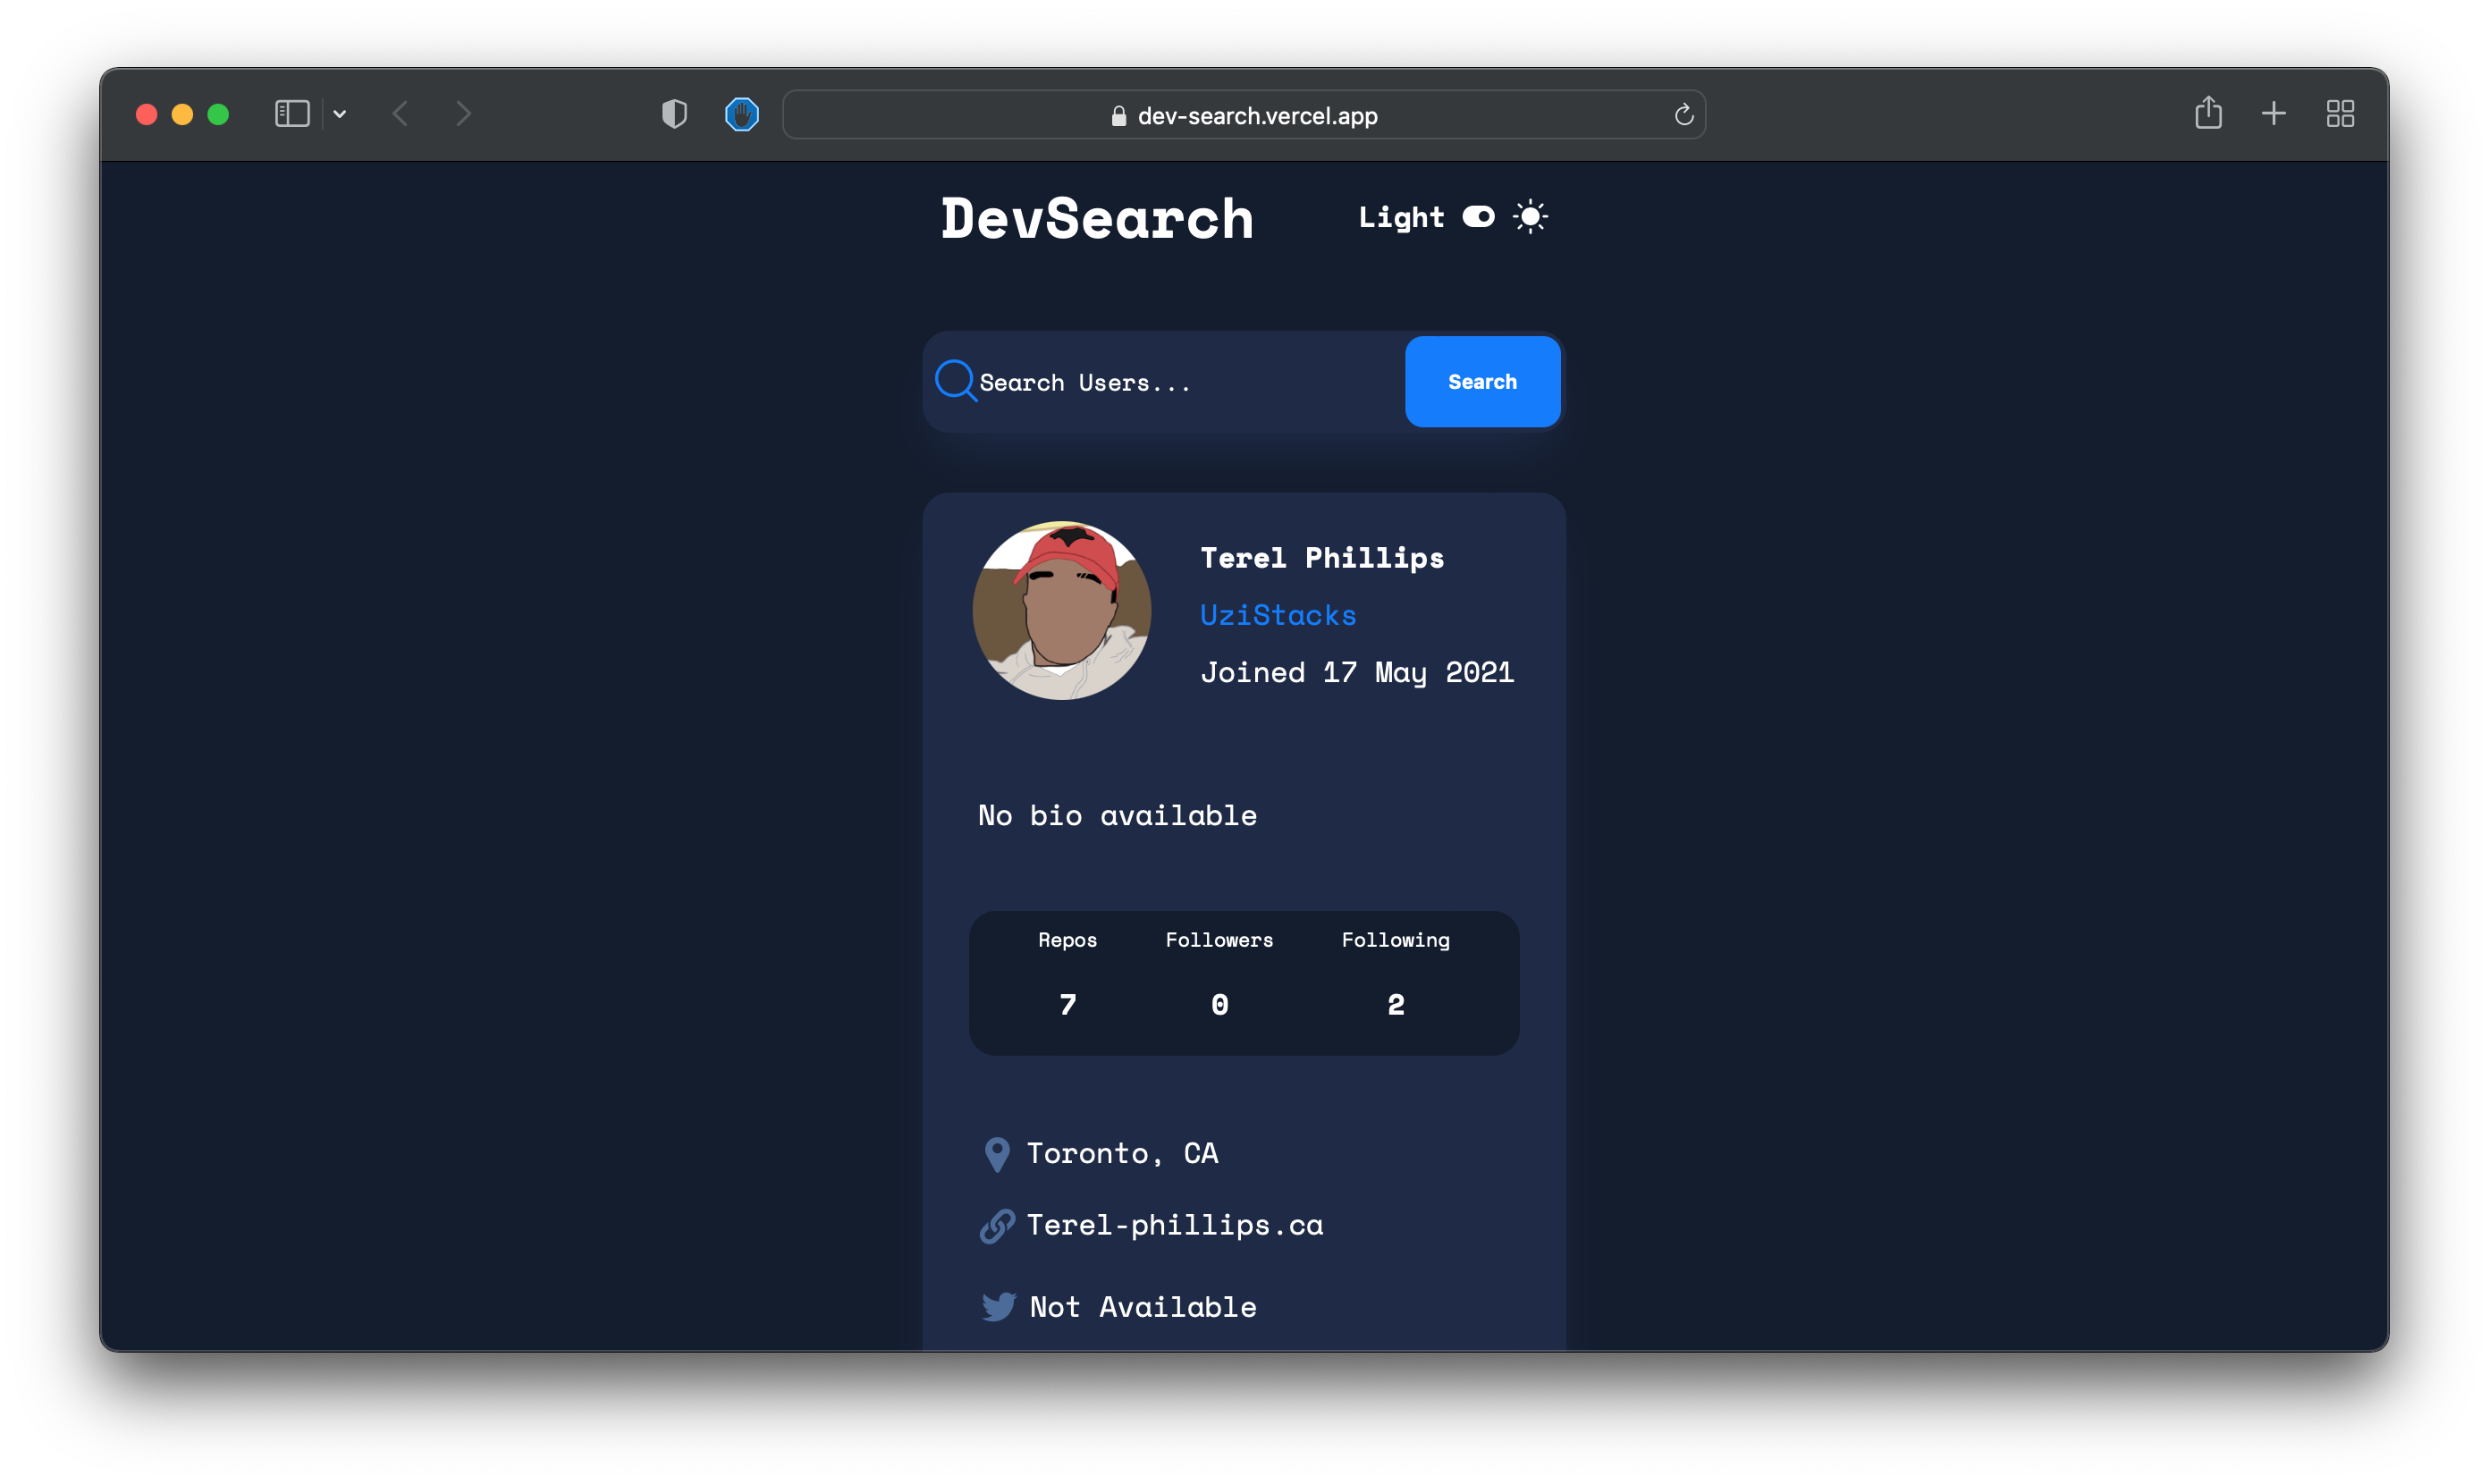 dev-search.vercel.app
DevSearch
Light
Search Users...
Search
Terel Phillips
UziStacks
Joined 17 May 2021
No bio available
Repos Followers Following
7 0 2
Toronto, CA
Terel-phillips.ca
Not Available